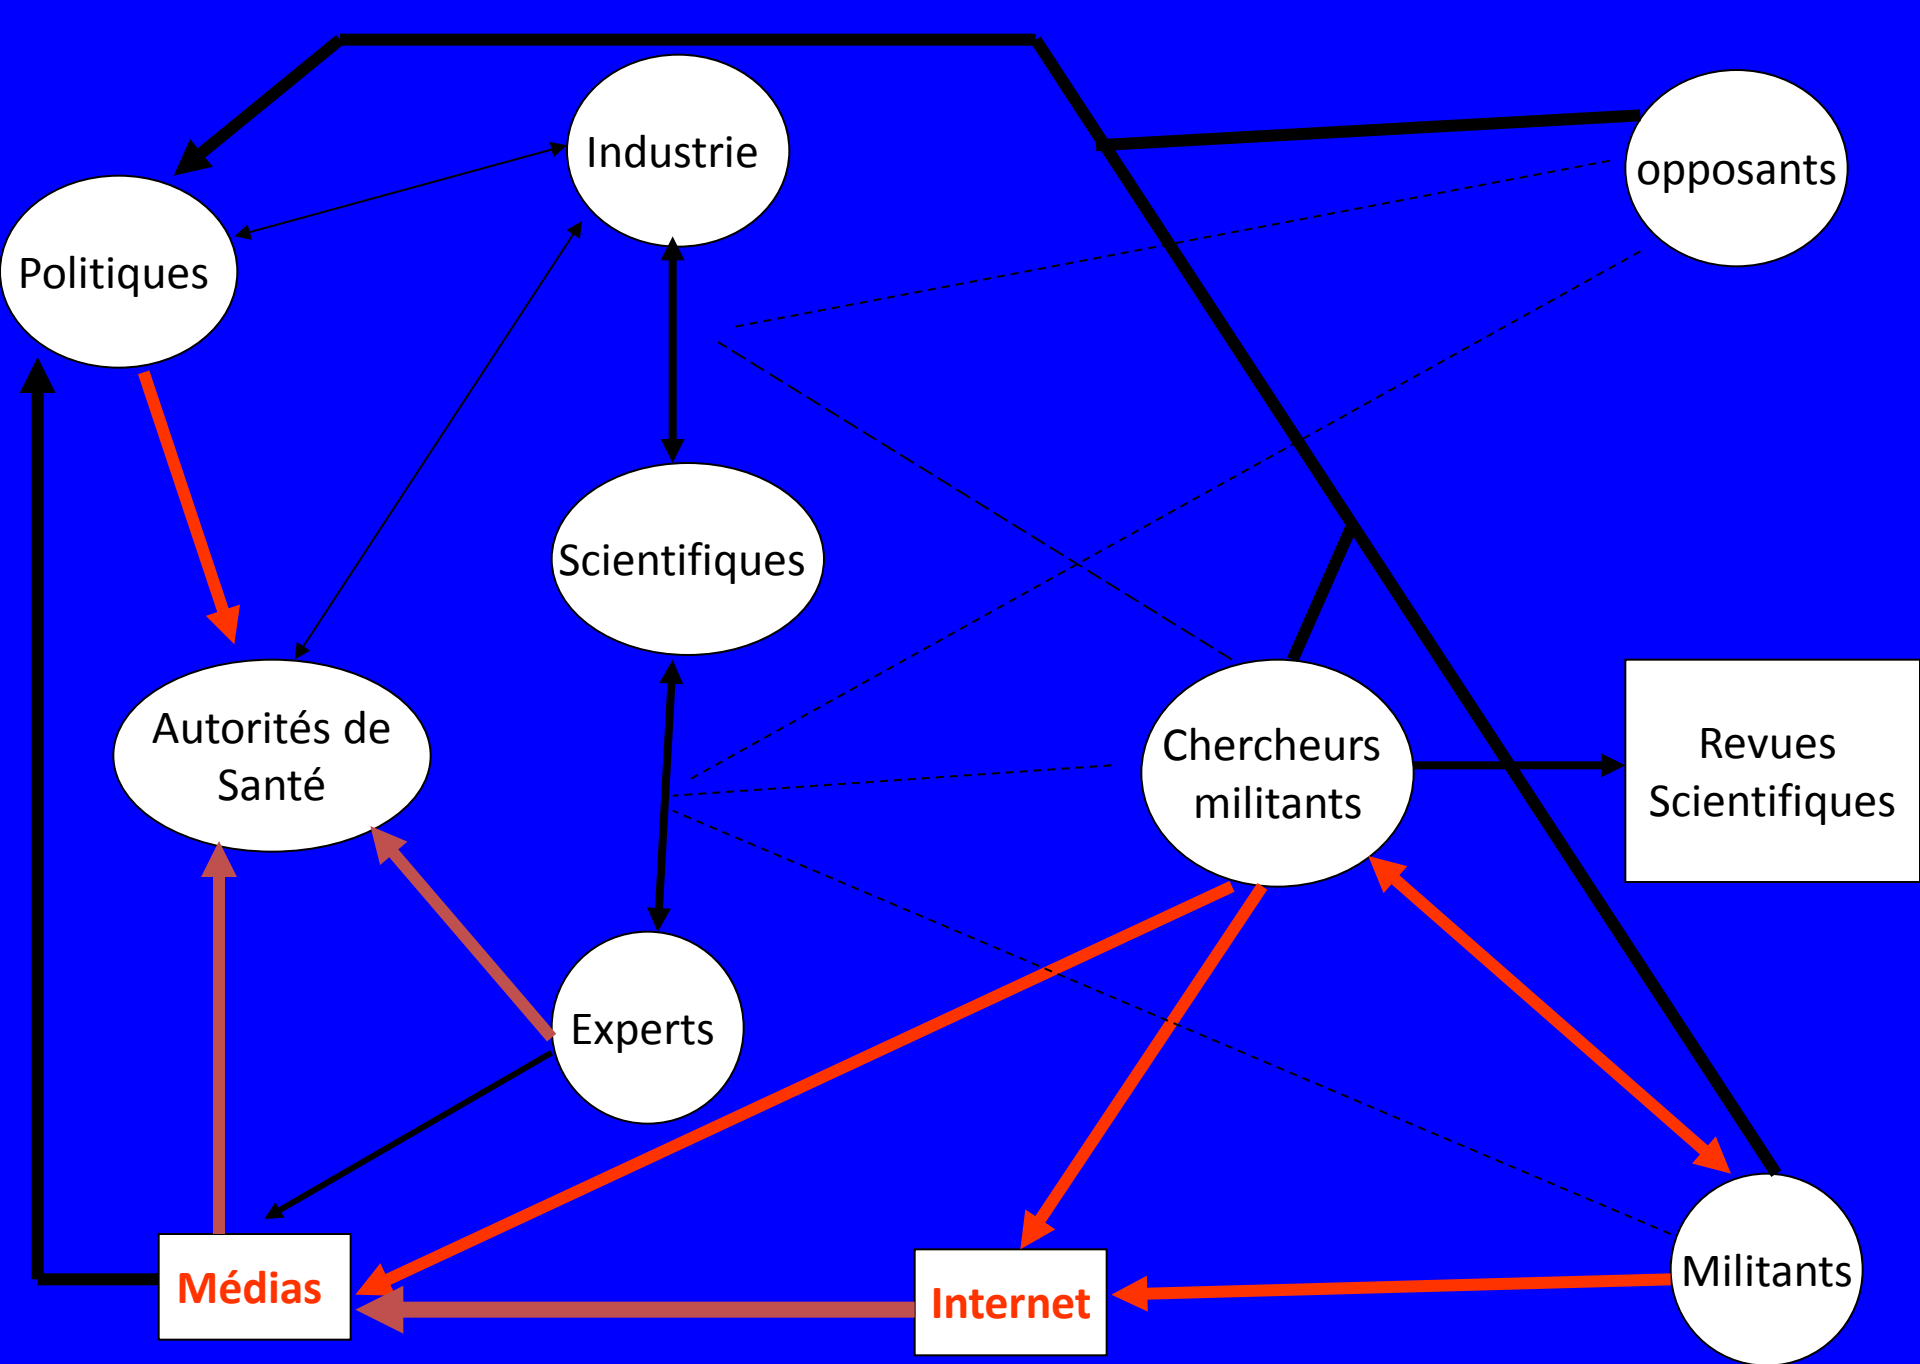 Industrie
opposants
Politiques
Scientifiques
Autorités de
Santé
Chercheurs
militants
Revues
Scientifiques
Experts
Médias
Internet
Militants